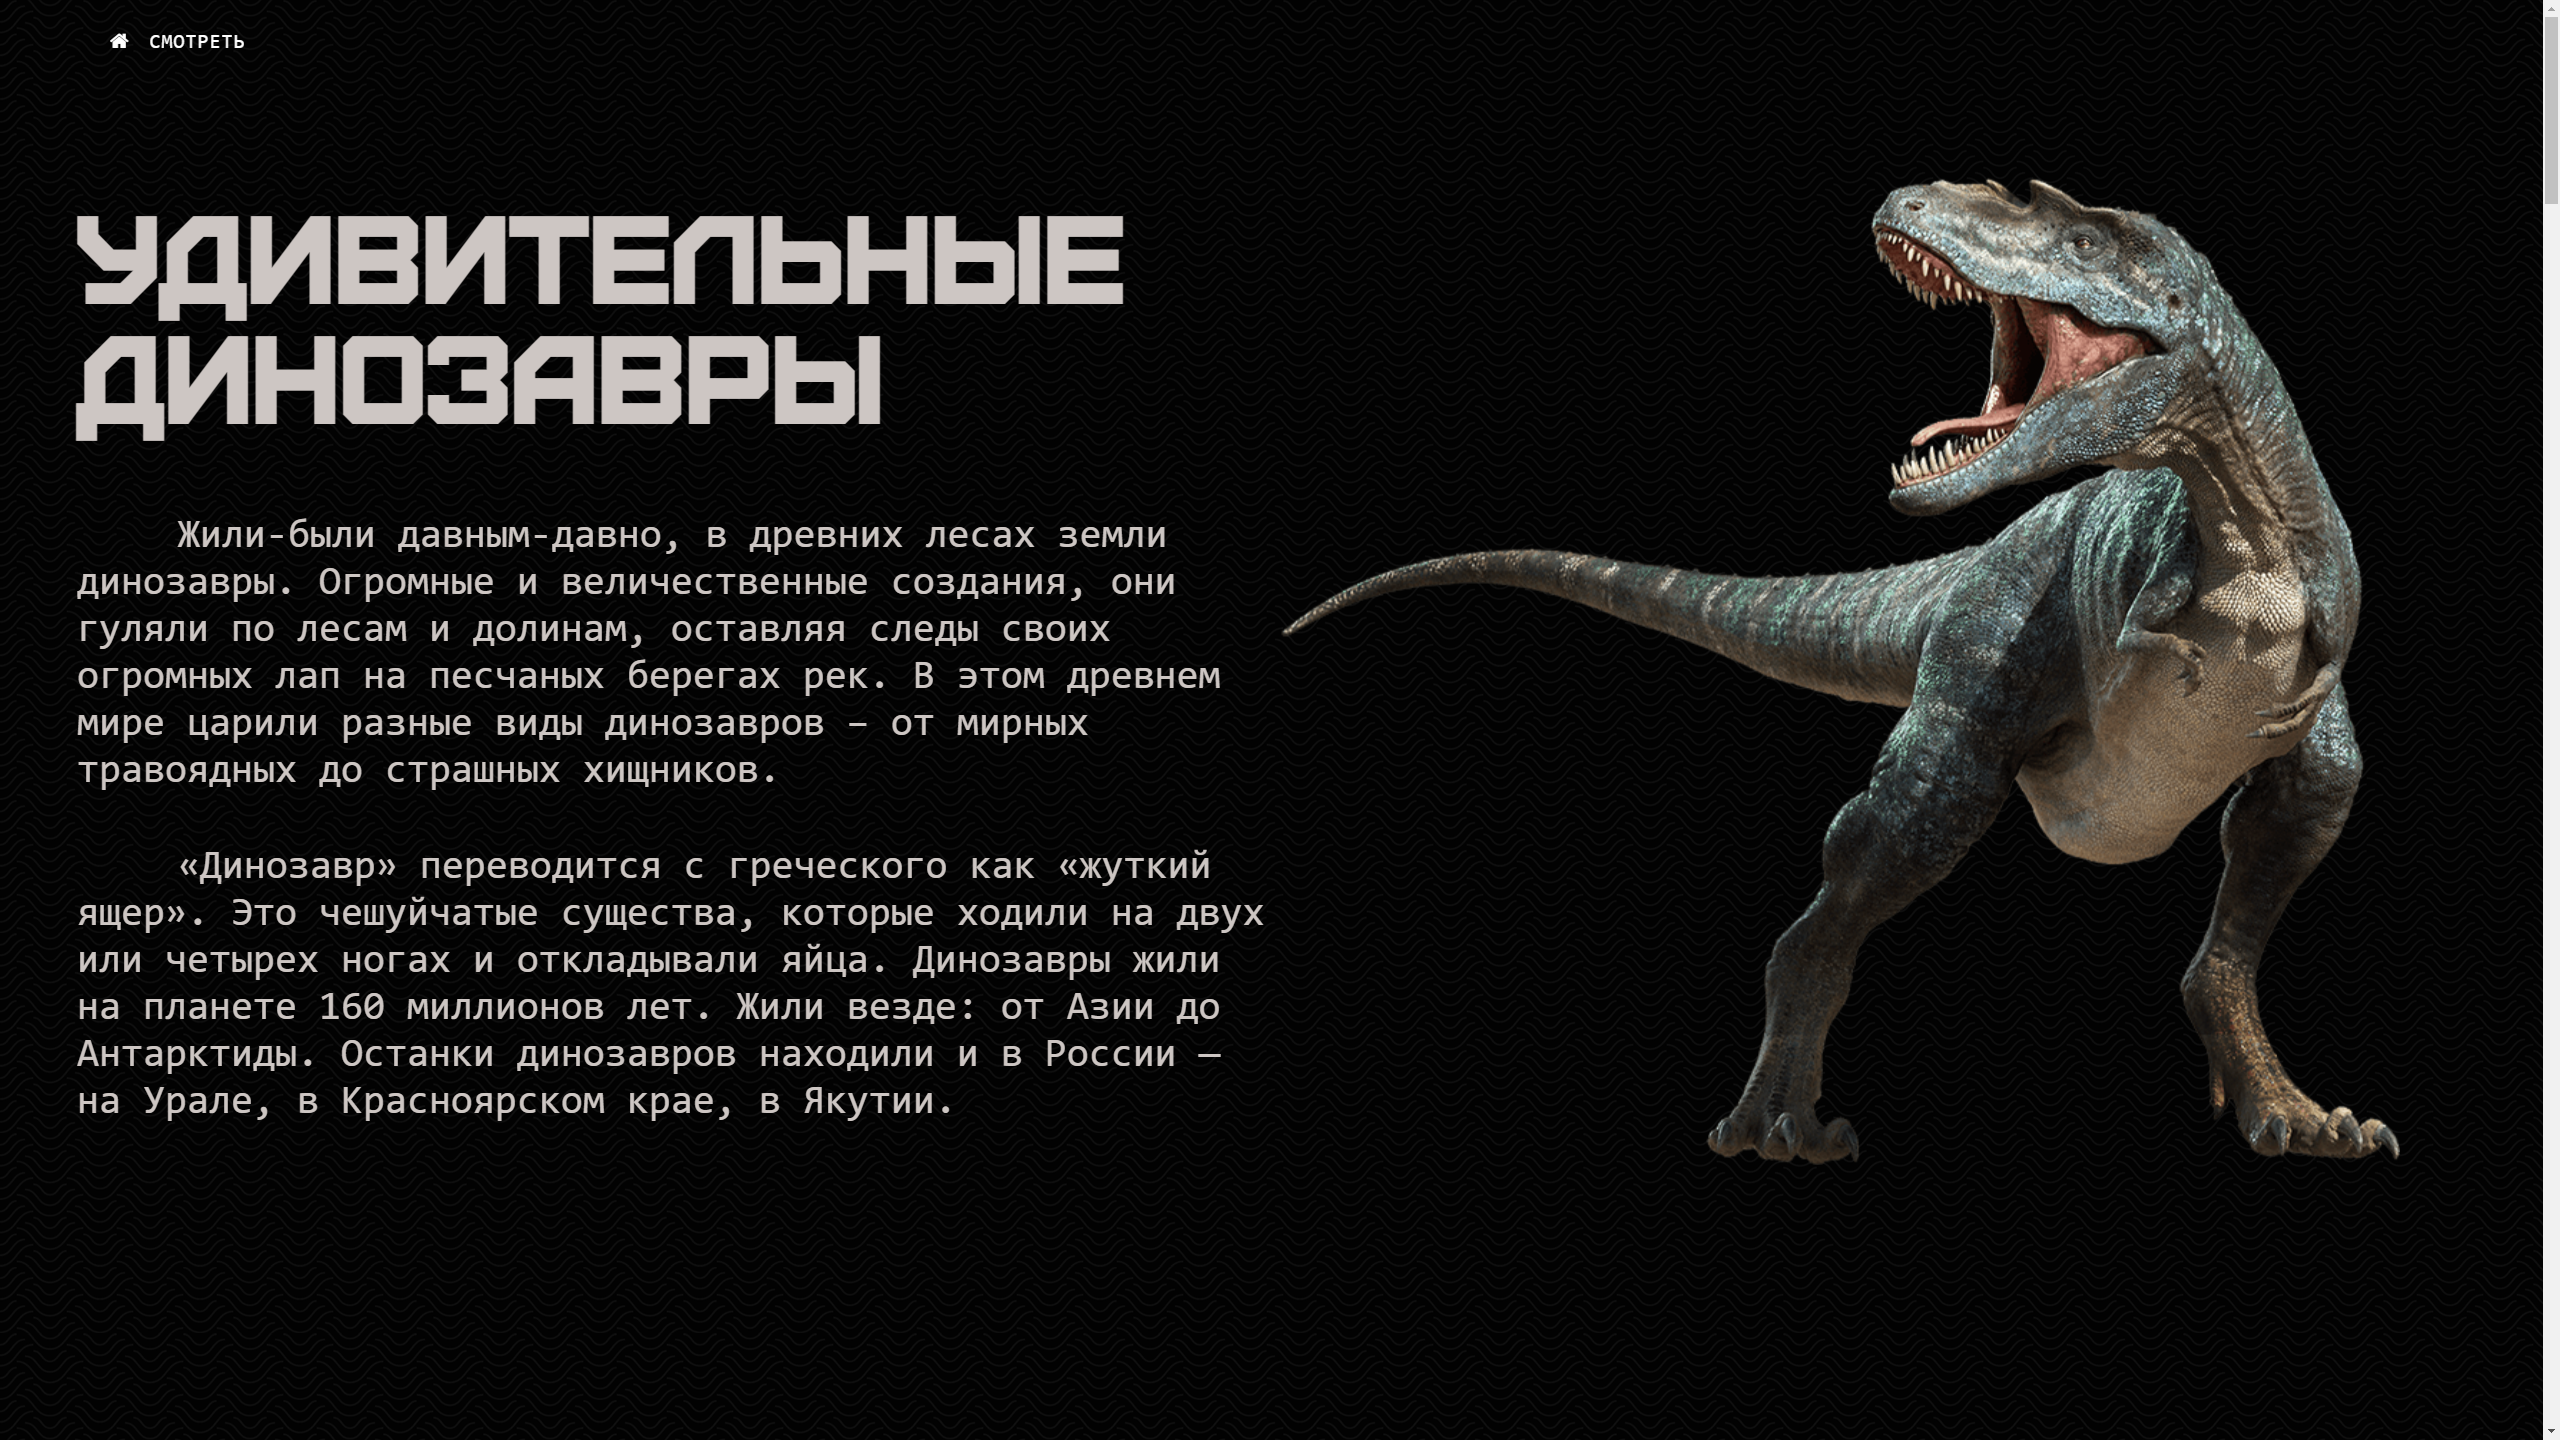 СМОТРЕТЬ
УДИВИТЕЛЬНЫЕ
ДИНОЗАВРЫ
Жили-были давным-давно, в древних лесах земли
динозавры. Огромные и величественные создания, они
гуляли по лесам и долинам, оставляя следы своих
огромных лап на песчаных берегах рек. В этом древнем
мире царили разные виды динозавров – от мирных
травоядных до страшных хищников.
«Динозавр» переводится с греческого как «жуткий
ящер». Это чешуйчатые существа, которые ходили на двух
или четырех ногах и откладывали яйца. Динозавры жили
на планете 160 миллионов лет. Жили везде: от Азии до
Антарктиды. Останки динозавров находили и в России —
на Урале, в Красноярском крае, в Якутии.